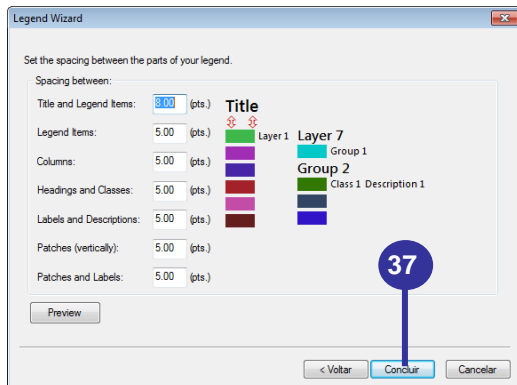 Legend Wizard
Set the spacing between the parts of your legend.
Spacing between:
Title and Legend Items: 8.00 (pts.)
Legend Items: 5.00 (pts.)
Columns: 5.00 (pts.)
Headings and Classes: 5.00 (pts.)
Labels and Descriptions: 5.00 (pts.)
Patches (vertically): 5.00 (pts.)
Patches and Labels: 5.00 (pts.)
Title
Layer 1
Layer 7
Group 1
Group 2
Class 1 Description 1
37
Preview
< Voltar Concluir Cancelar